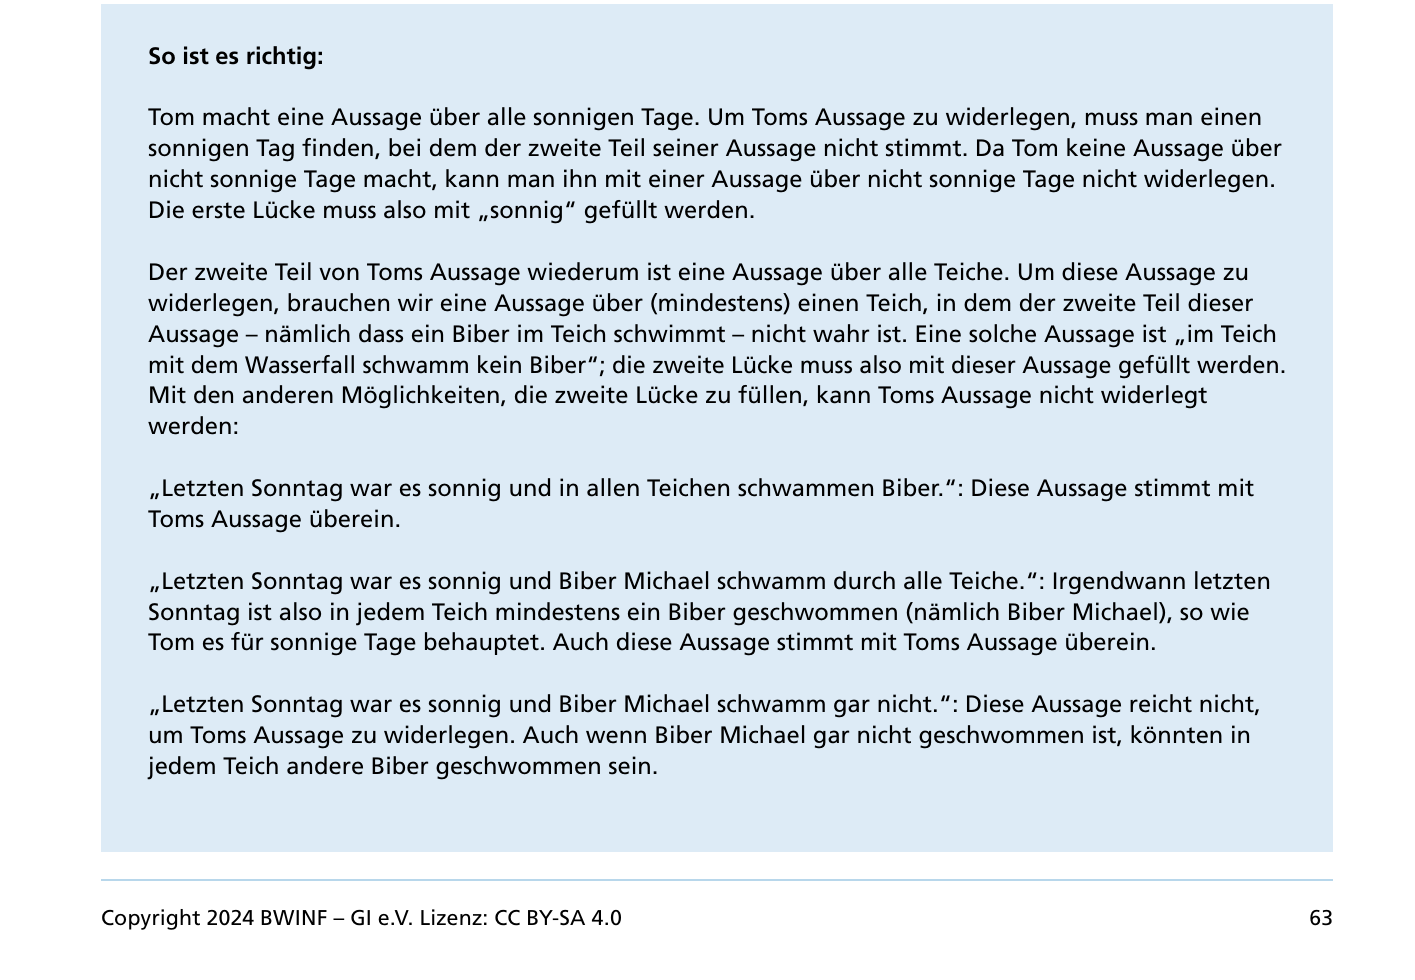 So ist es richtig:
Tom macht eine Aussage über alle sonnigen Tage. Um Toms Aussage zu widerlegen, muss man einen
sonnigen Tag finden, bei dem der zweite Teil seiner Aussage nicht stimmt. Da Tom keine Aussage über
nicht sonnige Tage macht, kann man ihn mit einer Aussage über nicht sonnige Tage nicht widerlegen.
Die erste Lücke muss also mit „sonnig“ gefüllt werden.
Der zweite Teil von Toms Aussage wiederum ist eine Aussage über alle Teiche. Um diese Aussage zu
widerlegen, brauchen wir eine Aussage über (mindestens) einen Teich, in dem der zweite Teil dieser
Aussage – nämlich dass ein Biber im Teich schwimmt – nicht wahr ist. Eine solche Aussage ist „im Teich
mit dem Wasserfall schwamm kein Biber“; die zweite Lücke muss also mit dieser Aussage gefüllt werden.
Mit den anderen Möglichkeiten, die zweite Lücke zu füllen, kann Toms Aussage nicht widerlegt
werden:
„Letzten Sonntag war es sonnig und in allen Teichen schwammen Biber.“: Diese Aussage stimmt mit
Toms Aussage überein.
„Letzten Sonntag war es sonnig und Biber Michael schwamm durch alle Teiche.“: Irgendwann letzten
Sonntag ist also in jedem Teich mindestens ein Biber geschwommen (nämlich Biber Michael), so wie
Tom es für sonnige Tage behauptet. Auch diese Aussage stimmt mit Toms Aussage überein.
„Letzten Sonntag war es sonnig und Biber Michael schwamm gar nicht.“: Diese Aussage reicht nicht,
um Toms Aussage zu widerlegen. Auch wenn Biber Michael gar nicht geschwommen ist, könnten in
jedem Teich andere Biber geschwommen sein.
Copyright 2024 BWINF – GI e.V. Lizenz: CC BY-SA 4.0 63